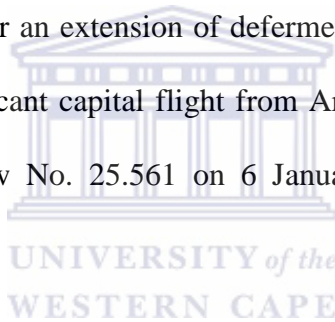 r an extension of deferme
cant capital flight from Ar
v No. 25.561 on 6 Janua
UNIVERSITY of the
WESTERN CAPE